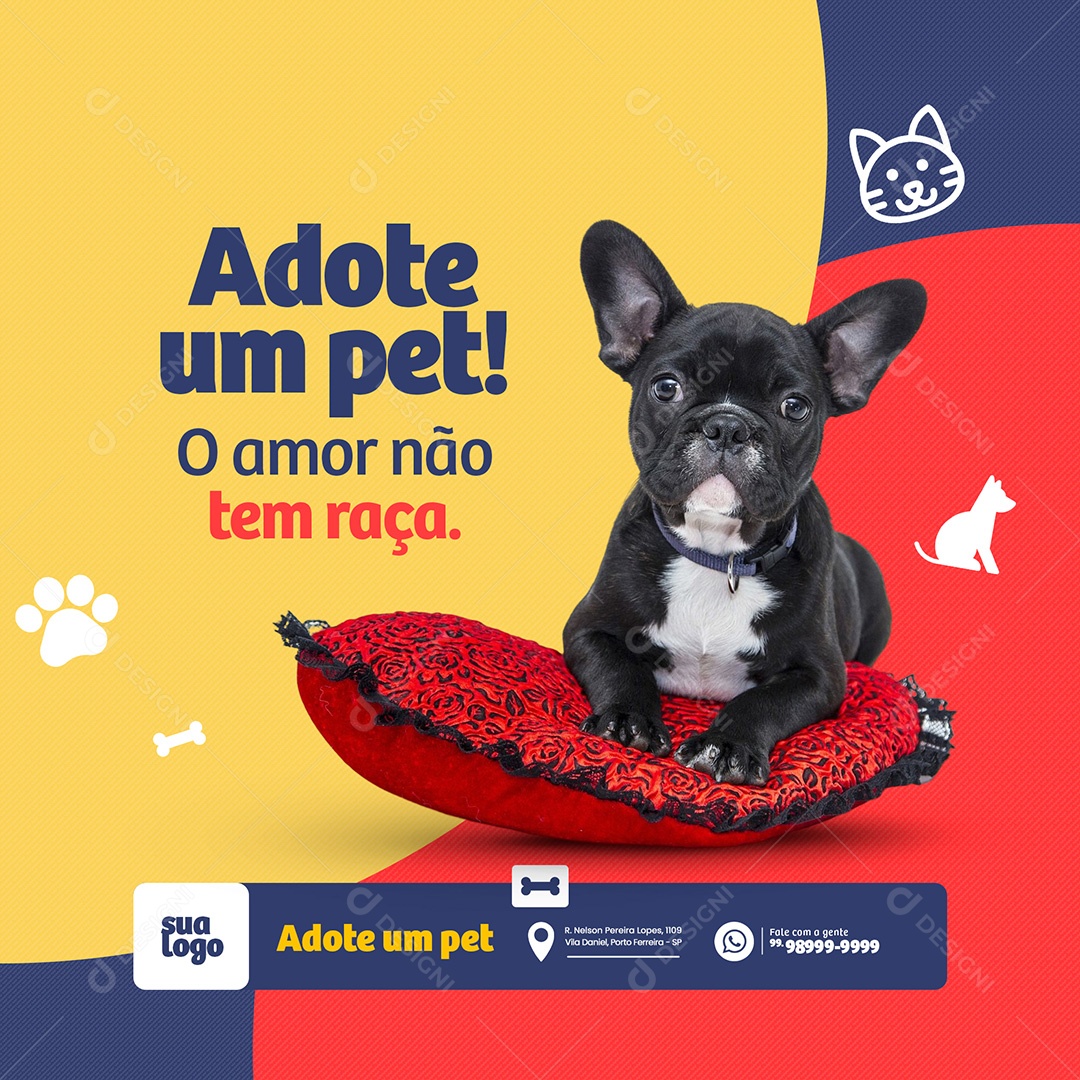 Adote
um pet!
O amor não
tem raça.
sua
logo
Adote um pet
R. Nelson Pereira Lopes, 1109
Vila Daniel, Porto Ferreira - SP
Fale com a gente
99. 98999-9999
DESIGNI